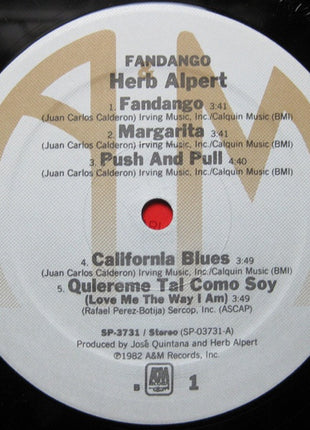 FANDANGO
Herb Alpert
1. Fandango 3:41
(Juan Carlos Calderon) Irving Music, Inc./Calquin Music (BMI)
2. Margarita 3:41
(Juan Carlos Calderon) Irving Music, Inc./Calquin Music (BMI)
3. Push And Pull 4:40
(Juan Carlos Calderon) Irving Music, Inc./Calquin Music (BMI)
4. California Blues 3:49
(Juan Carlos Calderon) Irving Music, Inc./Calquin Music (BMI)
5. Quiereme Tal Como Soy
(Love Me The Way I Am) 3:49
(Rafael Perez-Botija) Sercop, Inc. (ASCAP)
SP-3731 / Stereo (SP-03731-A)
Produced by José Quintana and Herb Alpert
℗1982 A&M Records, Inc.
B A&M 1